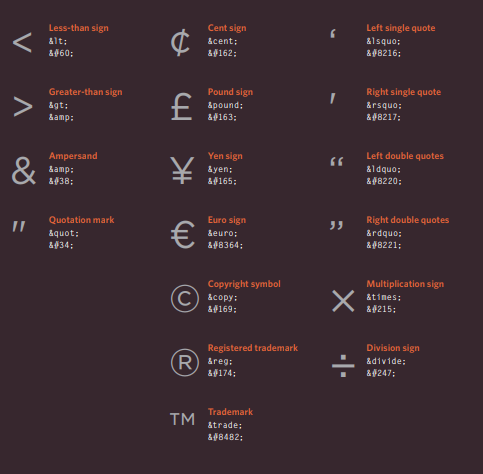 <
Less-than sign
&lt;
&#60;
>
Greater-than sign
&gt;
&amp;
&
Ampersand
&amp;
&#38;
"
Quotation mark
&quot;
&#34;
¢
Cent sign
&cent;
&#162;
£
Pound sign
&pound;
&#163;
¥
Yen sign
&yen;
&#165;
€
Euro sign
&euro;
&#8364;
©
Copyright symbol
&copy;
&#169;
®
Registered trademark
&reg;
&#174;
™
Trademark
&trade;
&#8482;
‘
Left single quote
&lsquo;
&#8216;
'
Right single quote
&rsquo;
&#8217;
“
Left double quotes
&ldquo;
&#8220;
”
Right double quotes
&rdquo;
&#8221;
×
Multiplication sign
&times;
&#215;
÷
Division sign
&divide;
&#247;